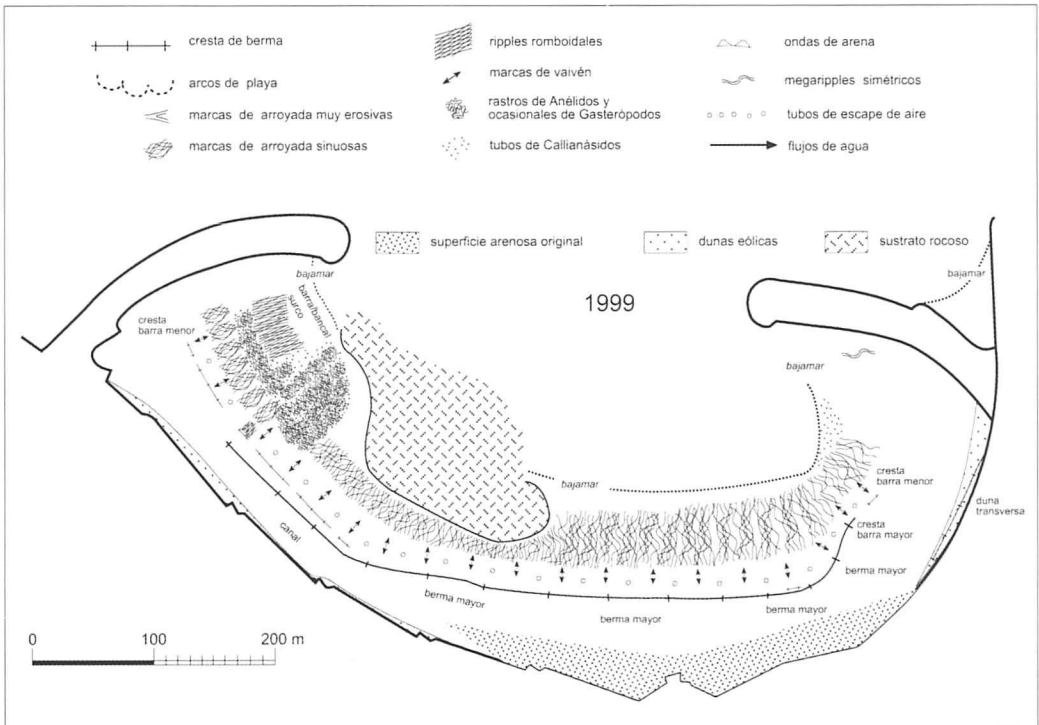 cresta de berma
arcos de playa
marcas de arroyada muy erosivas
marcas de arroyada sinuosas
ripples romboidales
marcas de vaivén
rastros de Anélidos y
ocasionales de Gasterópodos
tubos de Calliánásidos
ondas de arena
megaripples simétricos
tubos de escape de aire
flujos de agua
superficie arenosa original
dunas eólicas
sustrato rocoso
1999
bajamar
barra/bancal
surco
cresta
barra menor
bajamar
bajamar
bajamar
cresta
barra menor
cresta
barra mayor
berma mayor
berma mayor
berma mayor
berma mayor
canal
duna
transversa
0 100 200 m